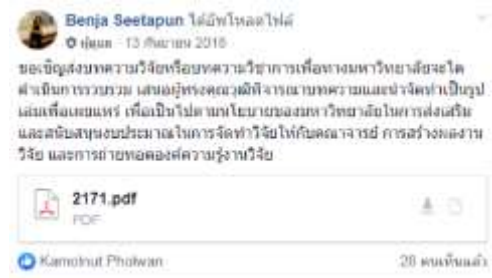 Benja Seetapun ได้อัพโหลดไฟล์
ผู้ดูแล · 13 กันยายน 2018
ขอเชิญส่งบทความวิจัยหรือบทความวิชาการเพื่อทางมหาวิทยาลัยจะได้
ดำเนินการรวบรวม เสนอผู้ทรงคุณวุฒิพิจารณาบทความและนำจัดทำเป็นรูป
เล่มเพื่อเผยแพร่ เพื่อเป็นไปตามนโยบายของมหาวิทยาลัยในการส่งเสริม
และสนับสนุนงบประมาณในการจัดทำวิจัยให้กับคณาจารย์ การสร้างผลงาน
วิจัย และการถ่ายทอดองค์ความรู้งานวิจัย
2171.pdf
PDF
Kamolnut Pholwan
28 คนเห็นแล้ว